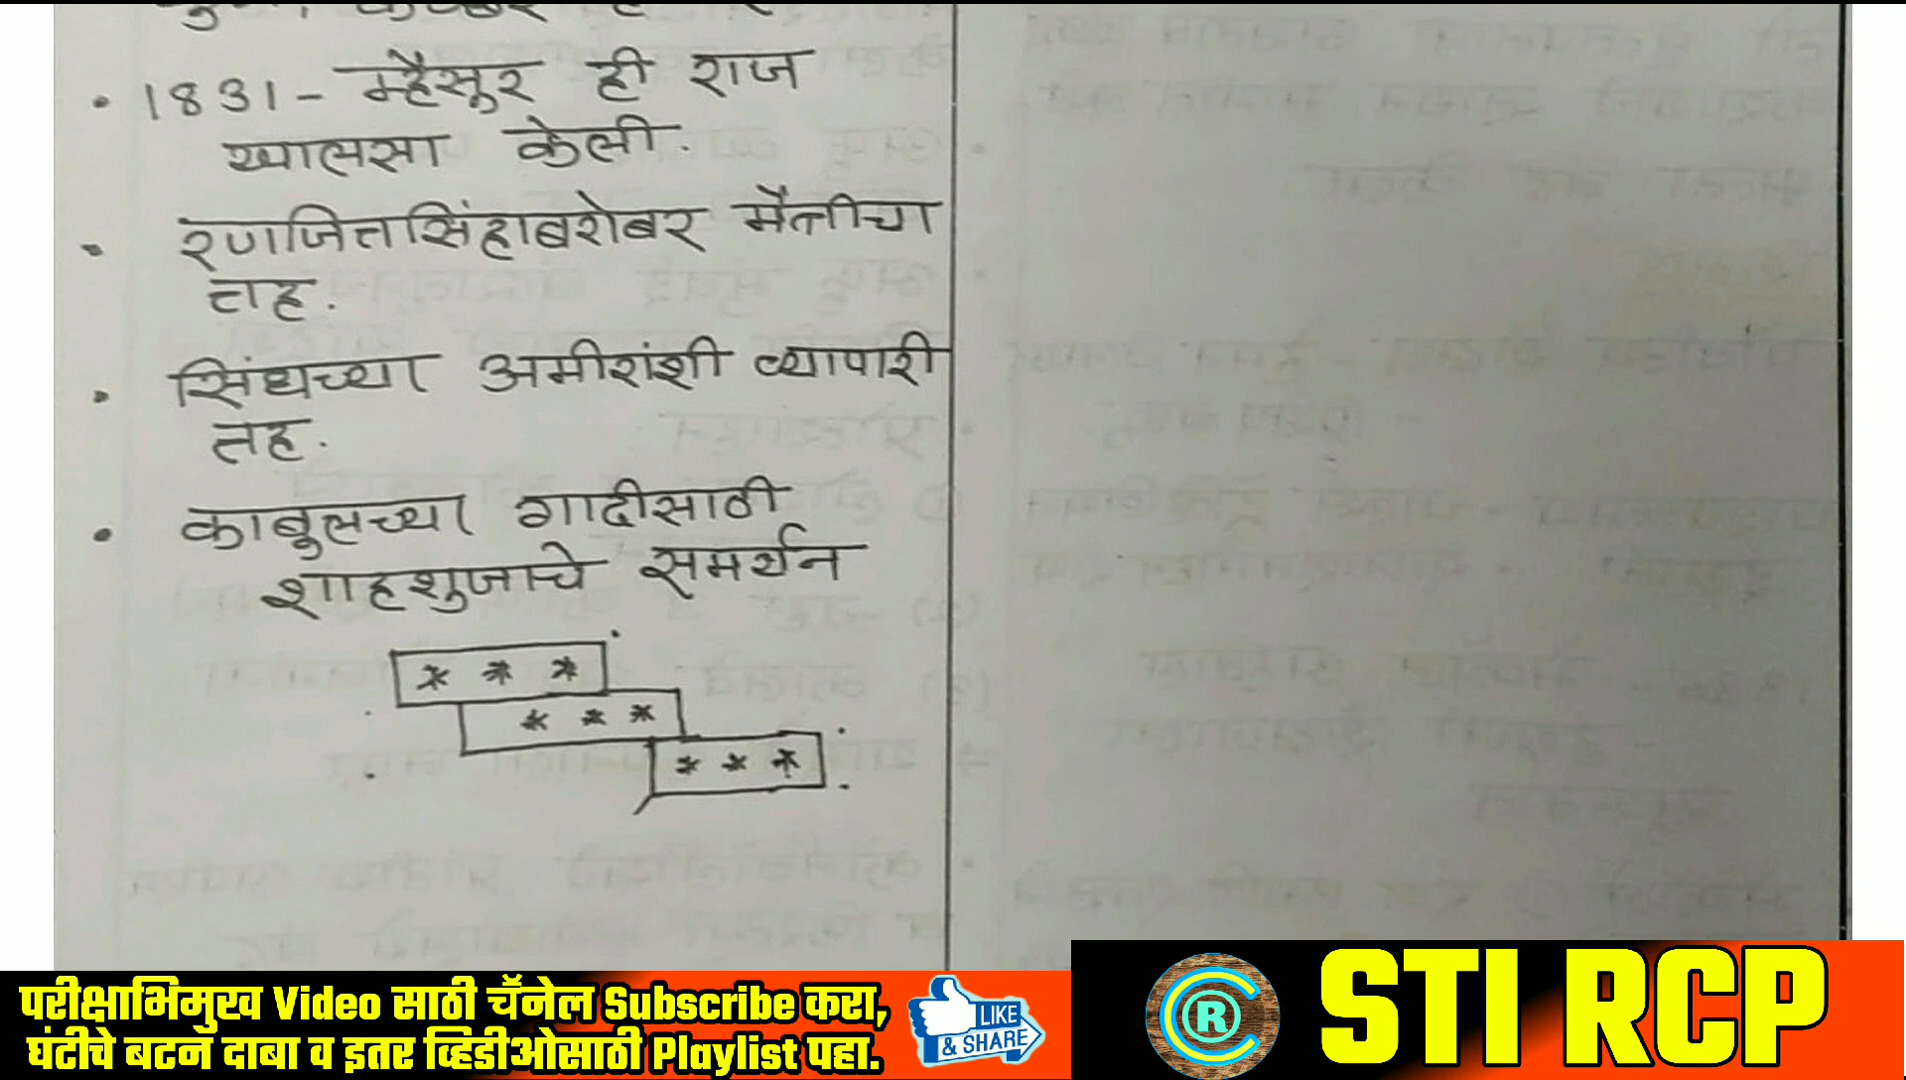 • 1831 - म्हैसूर ही राज
खालसा केली.
• रणजितसिंहाबरोबर मैत्रीचा
तह.
• सिंधच्या अमीरांशी व्यापारी
तह.
• काबुलच्या गादीसाठी
शाहशुजाचे समर्थन
* * *
* * *
* * *
परीक्षाभिमुख Video साठी चॅनेल Subscribe करा,
घंटीचे बटन दाबा व इतर व्हिडीओसाठी Playlist पहा.
LIKE
& SHARE
C R
STI RCP